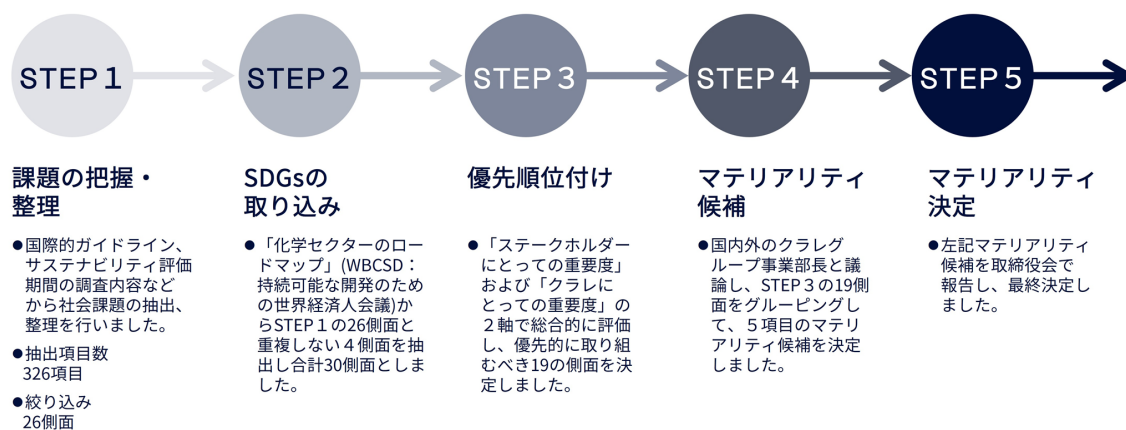 STEP 1
STEP 2
STEP 3
STEP 4
STEP 5
課題の把握・
整理
●国際的ガイドライン、
サステナビリティ評価
期間の調査内容など
から社会課題の抽出、
整理を行いました。
●抽出項目数
326項目
●絞り込み
26側面
SDGsの
取り込み
●「化学セクターのロー
ドマップ」(WBCSD：
持続可能な開発のため
の世界経済人会議)か
らSTEP１の26側面と
重複しない４側面を抽
出し合計30側面としま
した。
優先順位付け
●「ステークホルダー
にとっての重要度」
および「クラレに
とっての重要度」の
２軸で総合的に評価
し、優先的に取り組
むべき19の側面を決
定しました。
マテリアリティ
候補
●国内外のクラレグ
ループ事業部長と議
論し、STEP３の19側
面をグルーピングし
て、５項目のマテリ
アリティ候補を決定
しました。
マテリアリティ
決定
●左記マテリアリティ
候補を取締役会で
報告し、最終決定し
ました。